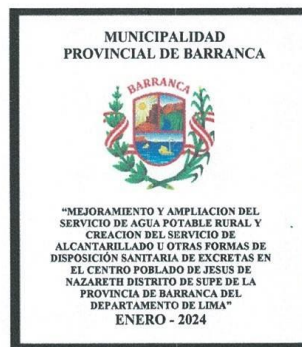 MUNICIPALIDAD
PROVINCIAL DE BARRANCA
BARRANCA
"MEJORAMIENTO Y AMPLIACION DEL
SERVICIO DE AGUA POTABLE RURAL Y
CREACION DEL SERVICIO DE
ALCANTARILLADO U OTRAS FORMAS DE
DISPOSICIÓN SANITARIA DE EXCRETAS EN
EL CENTRO POBLADO DE JESUS DE
NAZARETH DISTRITO DE SUPE DE LA
PROVINCIA DE BARRANCA DEL
DEPARTAMENTO DE LIMA"
ENERO - 2024